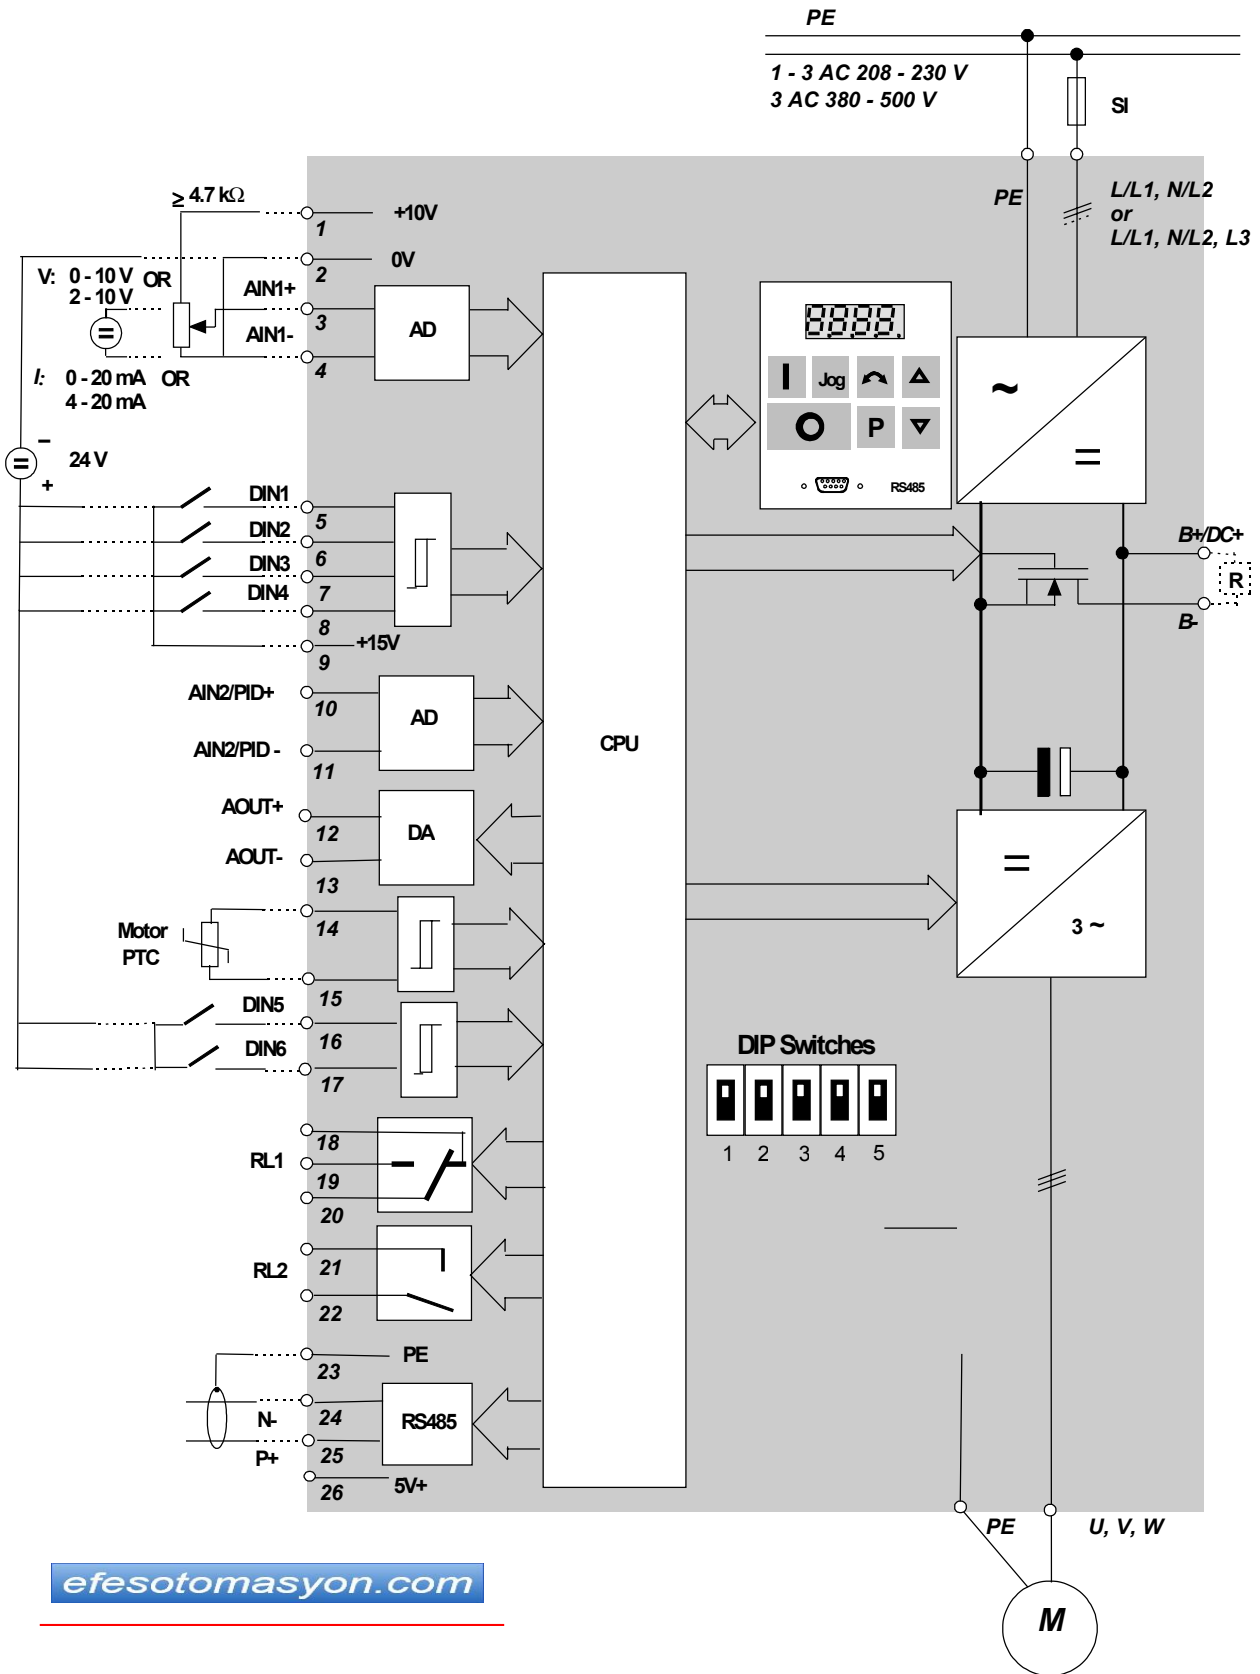 PE
1 - 3 AC 208 - 230 V
3 AC 380 - 500 V
SI
≥ 4.7 kΩ
1
+10V
PE
L/L1, N/L2
or
L/L1, N/L2, L3
2
0V
V: 0 - 10 V OR
2 - 10 V
AIN1+
3
AD
AIN1-
4
I: 0 - 20 mA OR
4 - 20 mA
8.8.8.8.
Jog
P
RS485
~
=
–
= 24 V
+
DIN1
5
DIN2
6
DIN3
7
DIN4
8
+15V
9
B+/DC+
R
B-
AIN2/PID+
10
AD
AIN2/PID -
11
CPU
AOUT+
12
DA
AOUT-
13
=
3 ~
14
Motor
PTC
15
DIN5
16
DIN6
17
DIP Switches
1 2 3 4 5
18
RL1
19
20
RL2
21
22
PE
23
N-
24
RS485
P+
25
5V+
26
PE
U, V, W
M
efesotomasyon.com